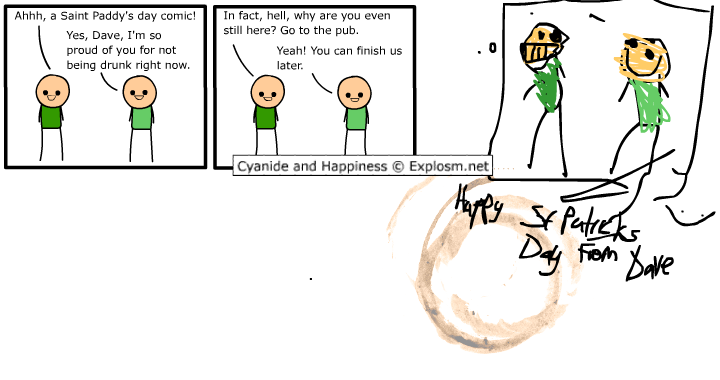 Ahhh, a Saint Paddy's day comic!
Yes, Dave, I'm so
proud of you for not
being drunk right now.
In fact, hell, why are you even
still here? Go to the pub.
Yeah! You can finish us
later.
Cyanide and Happiness © Explosm.net
Happy
St Patricks
Day From
Dave